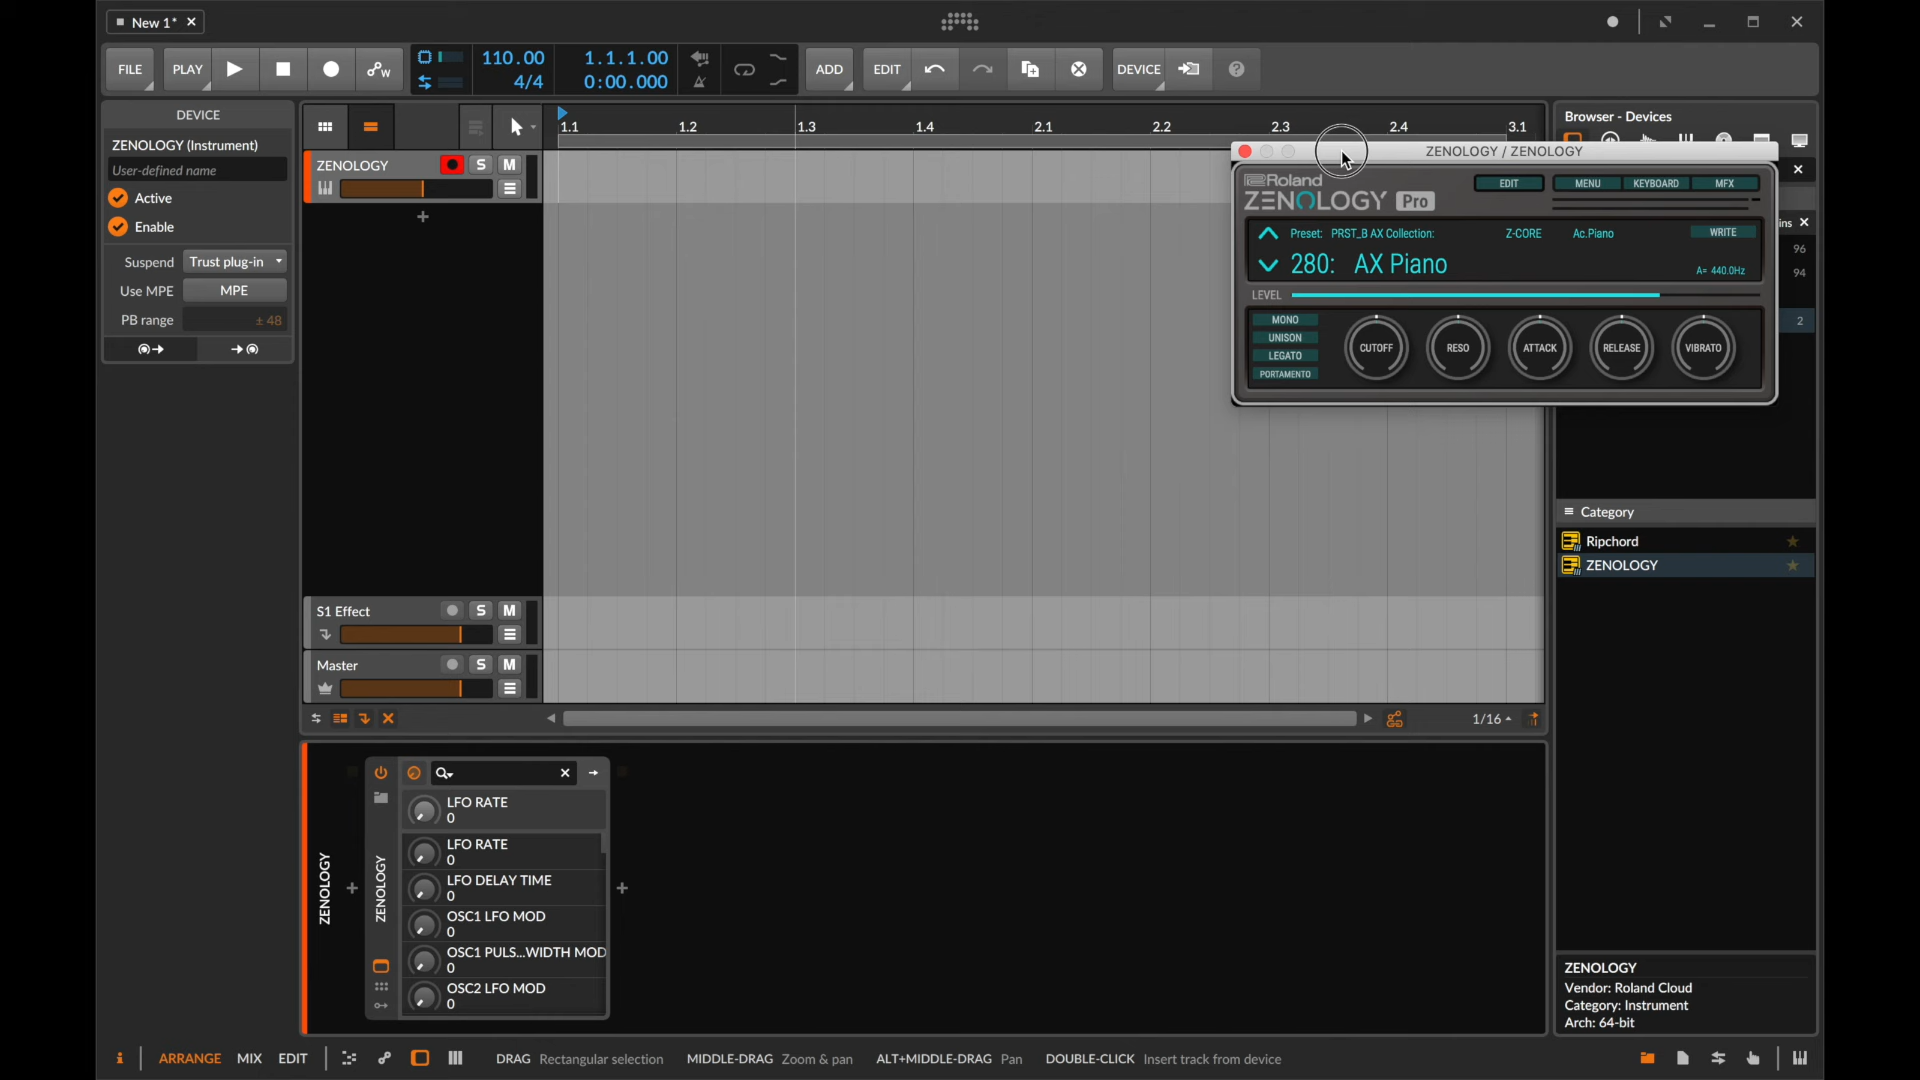 New 1*
FILE
PLAY
110.00
4/4
1.1.1.00
0:00.000
ADD
EDIT
DEVICE
DEVICE
ZENOLOGY (Instrument)
User-defined name
Active
Enable
Suspend Trust plug-in
Use MPE MPE
PB range ± 48
1.1 1.2 1.3 1.4 2.1 2.2 2.3 2.4 3.1
ZENOLOGY S M
S1 Effect S M
Master S M
1/16
Browser - Devices
96
94
2
ZENOLOGY / ZENOLOGY
Roland
ZENOLOGY Pro
EDIT MENU KEYBOARD MFX
Preset: PRST_B AX Collection: Z-CORE Ac.Piano WRITE
280: AX Piano
A= 440.0Hz
LEVEL
MONO
UNISON
LEGATO
PORTAMENTO
CUTOFF RESO ATTACK RELEASE VIBRATO
Category
Ripchord
ZENOLOGY
ZENOLOGY
ZENOLOGY
LFO RATE
0
LFO RATE
0
LFO DELAY TIME
0
OSC1 LFO MOD
0
OSC1 PULS...WIDTH MOD
0
OSC2 LFO MOD
0
ZENOLOGY
Vendor: Roland Cloud
Category: Instrument
Arch: 64-bit
ARRANGE MIX EDIT
DRAG Rectangular selection MIDDLE-DRAG Zoom & pan ALT+MIDDLE-DRAG Pan DOUBLE-CLICK Insert track from device